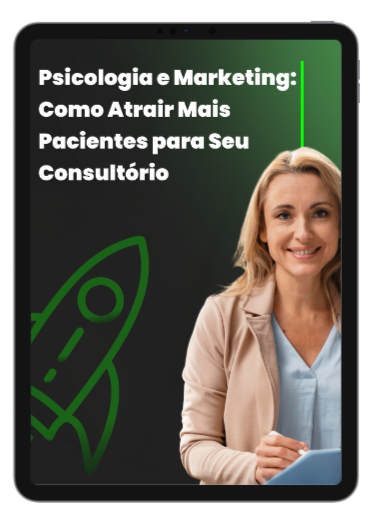 Psicologia e Marketing:
Como Atrair Mais
Pacientes para Seu
Consultório